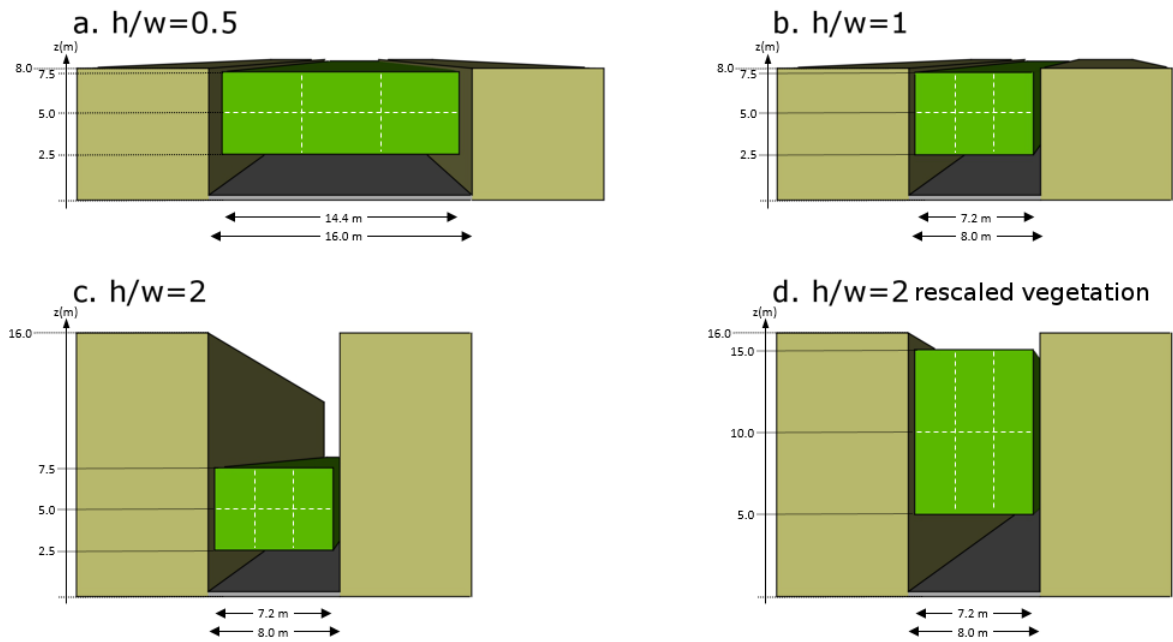 a. h/w=0.5
z(m)
8.0
7.5
5.0
2.5
14.4 m
16.0 m
b. h/w=1
z(m)
8.0
7.5
5.0
2.5
7.2 m
8.0 m
c. h/w=2
z(m)
16.0
7.5
5.0
2.5
7.2 m
8.0 m
d. h/w=2 rescaled vegetation
z(m)
16.0
15.0
10.0
5.0
7.2 m
8.0 m